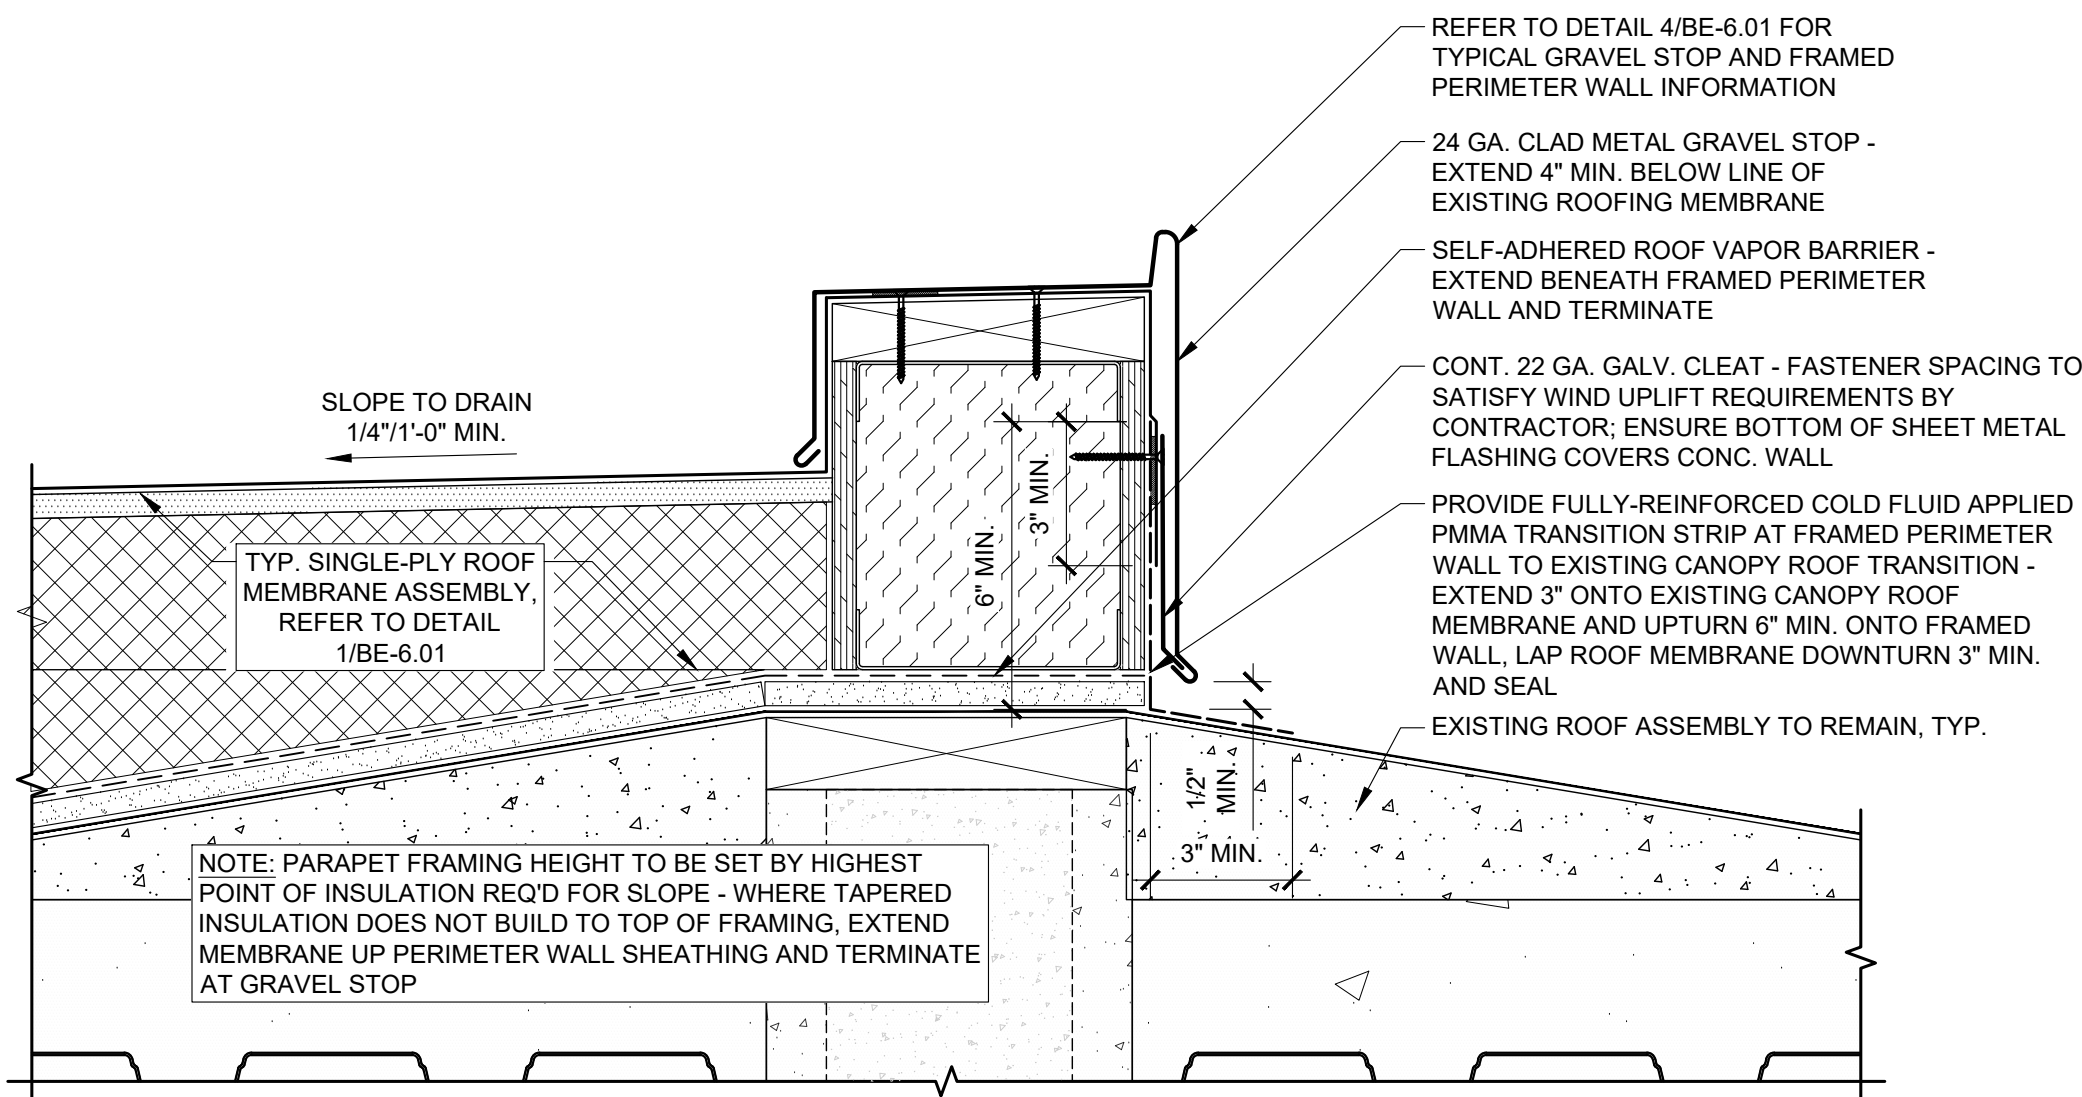 REFER TO DETAIL 4/BE-6.01 FOR
TYPICAL GRAVEL STOP AND FRAMED
PERIMETER WALL INFORMATION
24 GA. CLAD METAL GRAVEL STOP -
EXTEND 4" MIN. BELOW LINE OF
EXISTING ROOFING MEMBRANE
SELF-ADHERED ROOF VAPOR BARRIER -
EXTEND BENEATH FRAMED PERIMETER
WALL AND TERMINATE
CONT. 22 GA. GALV. CLEAT - FASTENER SPACING TO
SATISFY WIND UPLIFT REQUIREMENTS BY
CONTRACTOR; ENSURE BOTTOM OF SHEET METAL
FLASHING COVERS CONC. WALL
PROVIDE FULLY-REINFORCED COLD FLUID APPLIED
PMMA TRANSITION STRIP AT FRAMED PERIMETER
WALL TO EXISTING CANOPY ROOF TRANSITION -
EXTEND 3" ONTO EXISTING CANOPY ROOF
MEMBRANE AND UPTURN 6" MIN. ONTO FRAMED
WALL, LAP ROOF MEMBRANE DOWNTURN 3" MIN.
AND SEAL
EXISTING ROOF ASSEMBLY TO REMAIN, TYP.
SLOPE TO DRAIN
1/4"/1'-0" MIN.
TYP. SINGLE-PLY ROOF
MEMBRANE ASSEMBLY,
REFER TO DETAIL
1/BE-6.01
6" MIN.
3" MIN.
1/2"
MIN.
3" MIN.
NOTE: PARAPET FRAMING HEIGHT TO BE SET BY HIGHEST
POINT OF INSULATION REQ'D FOR SLOPE - WHERE TAPERED
INSULATION DOES NOT BUILD TO TOP OF FRAMING, EXTEND
MEMBRANE UP PERIMETER WALL SHEATHING AND TERMINATE
AT GRAVEL STOP